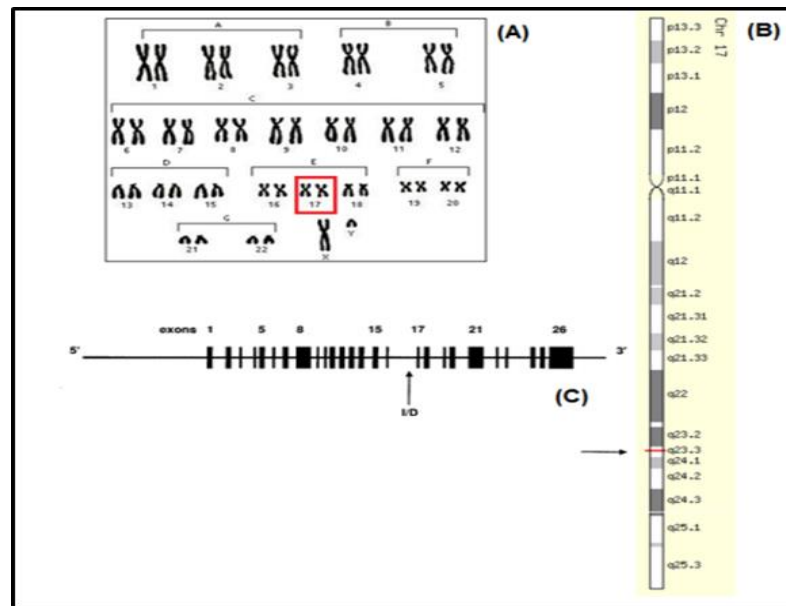 (A)
A B
1 2 3 4 5
C
6 7 8 9 10 11 12
D E F
13 14 15 16 17 18 19 20
G
21 22 X Y
(B)
Chr 17
p13.3
p13.2
p13.1
p12
p11.2
p11.1
q11.1
q11.2
q12
q21.2
q21.31
q21.32
q21.33
q22
q23.2
q23.3
q24.1
q24.2
q24.3
q25.1
q25.3
exons 1 5 8 15 17 21 26
5' 3'
I/D
(C)